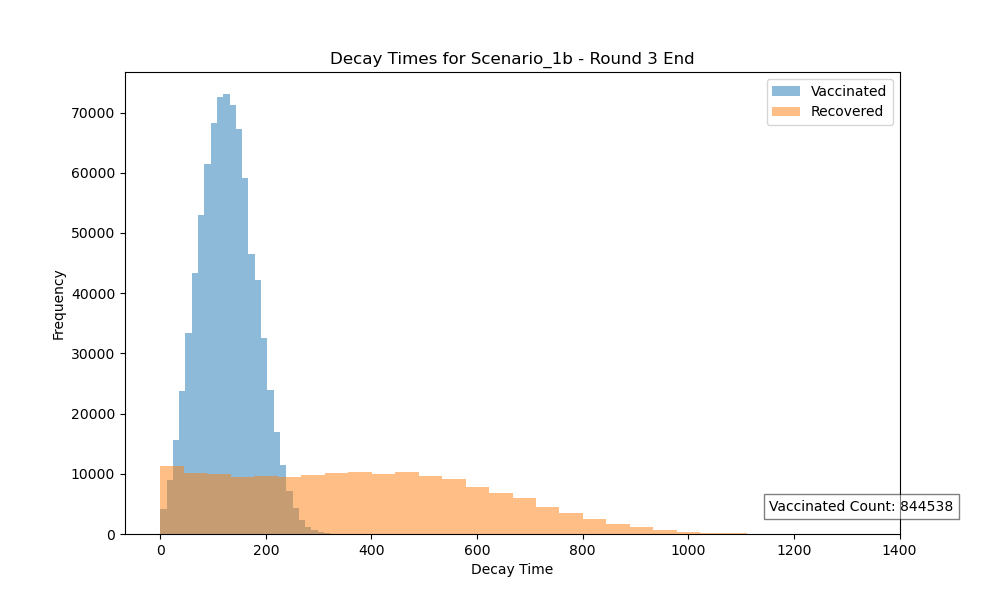 Decay Times for Scenario_1b - Round 3 End
Vaccinated
Recovered
Frequency
70000
60000
50000
40000
30000
20000
10000
0
Vaccinated Count: 844538
0 200 400 600 800 1000 1200 1400
Decay Time